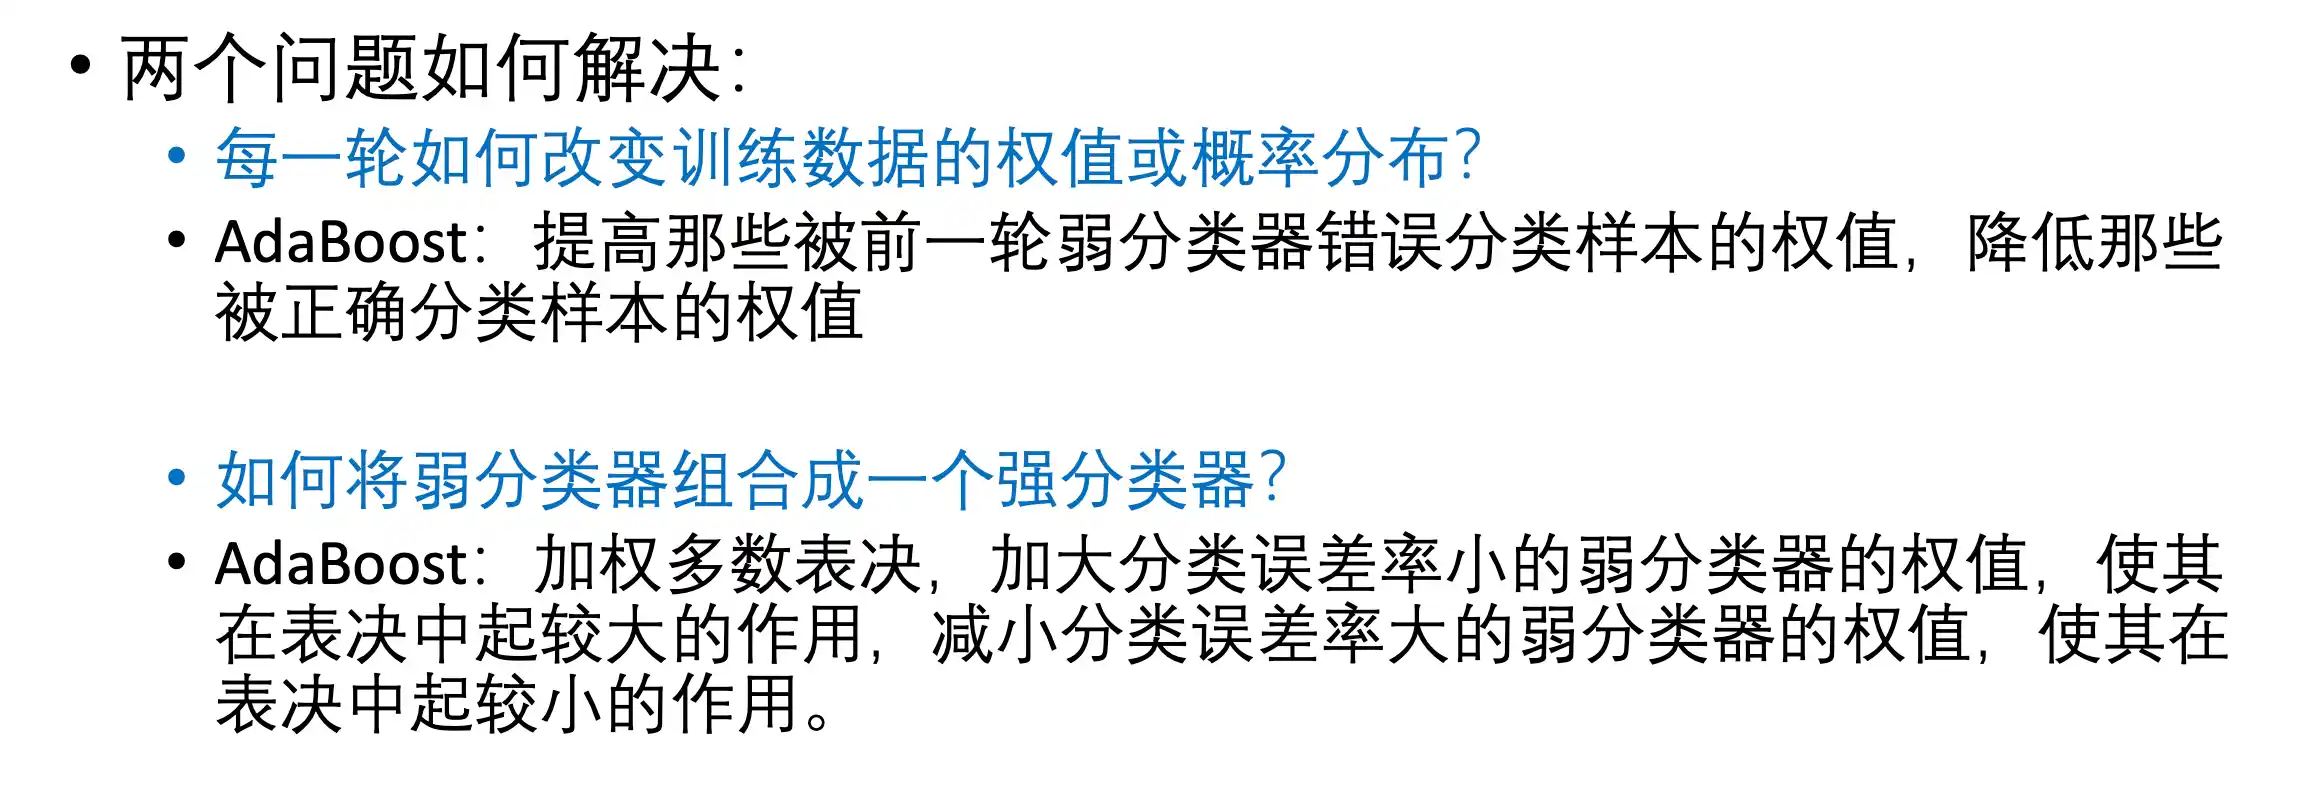 • 两个问题如何解决：
• 每一轮如何改变训练数据的权值或概率分布？
• AdaBoost：提高那些被前一轮弱分类器错误分类样本的权值，降低那些
被正确分类样本的权值
• 如何将弱分类器组合成一个强分类器？
• AdaBoost：加权多数表决，加大分类误差率小的弱分类器的权值，使其
在表决中起较大的作用，减小分类误差率大的弱分类器的权值，使其在
表决中起较小的作用。